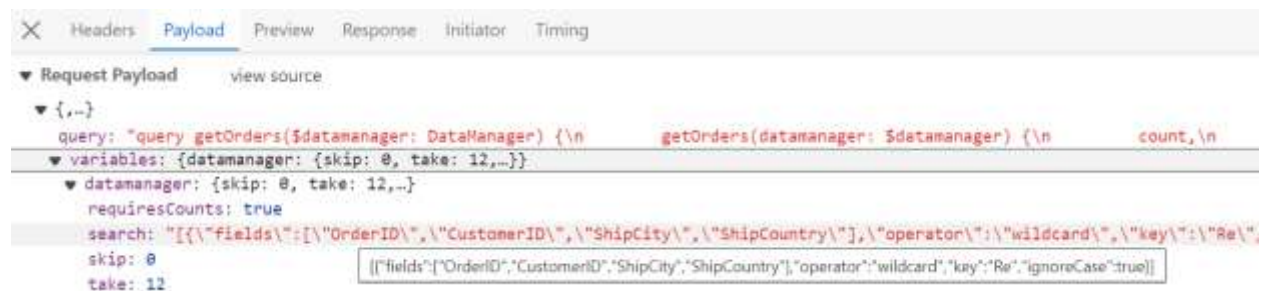 Headers Payload Preview Response Initiator Timing
▼ Request Payload view source
▼ {,…}
query: "query getOrders($datamanager: DataManager) {\n getOrders(datamanager: $datamanager) {\n count,\n
▼ variables: {datamanager: {skip: 0, take: 12,…}}
▼ datamanager: {skip: 0, take: 12,…}
requiresCounts: true
search: "[{\"fields\":[\"OrderID\",\"CustomerID\",\"ShipCity\",\"ShipCountry\"],\"operator\":\"wildcard\",\"key\":\"Re\",
skip: 0
[{"fields":["OrderID","CustomerID","ShipCity","ShipCountry"],"operator":"wildcard","key":"Re","ignoreCase":true}]
take: 12